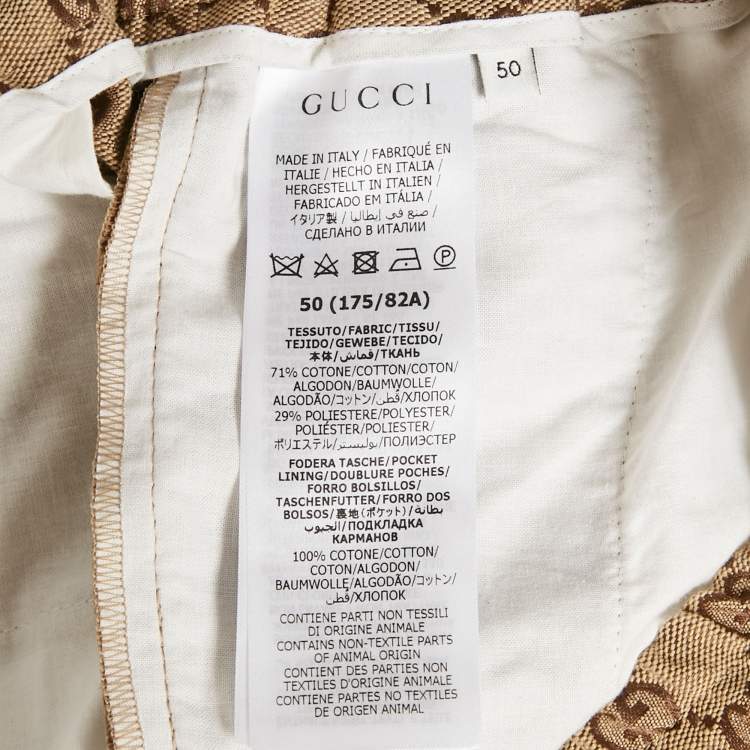 GUCCI
50
MADE IN ITALY / FABRIQUÉ EN
ITALIE / HECHO EN ITALIA /
HERGESTELLT IN ITALIEN /
FABRICADO EM ITÁLIA /
イタリア製 / صنع في إيطاليا /
СДЕЛАНО В ИТАЛИИ
P
50 (175/82A)
TESSUTO/FABRIC/TISSU/
TEJIDO/GEWEBE/TECIDO/
本体/قماش/ТКАНЬ
71% COTONE/COTTON/COTON/
ALGODON/BAUMWOLLE/
ALGODÃO/コットン/قطن/ХЛОПОК
29% POLIESTERE/POLYESTER/
POLIÉSTER/POLIESTER/
ポリエステル/بوليستر/ПОЛИЭСТЕР
FODERA TASCHE/POCKET
LINING/DOUBLURE POCHES/
FORRO BOLSILLOS/
TASCHENFUTTER/FORRO DOS
BOLSOS/裏地(ポケット)/بطانة
الجيوب/ПОДКЛАДКА
КАРМАНОВ
100% COTONE/COTTON/
COTON/ALGODON/
BAUMWOLLE/ALGODÃO/コットン/
قطن/ХЛОПОК
CONTIENE PARTI NON TESSILI
DI ORIGINE ANIMALE
CONTAINS NON-TEXTILE PARTS
OF ANIMAL ORIGIN
CONTIENT DES PARTIES NON
TEXTILES D'ORIGINE ANIMALE
CONTIENE PARTES NO TEXTILES
DE ORIGEN ANIMAL